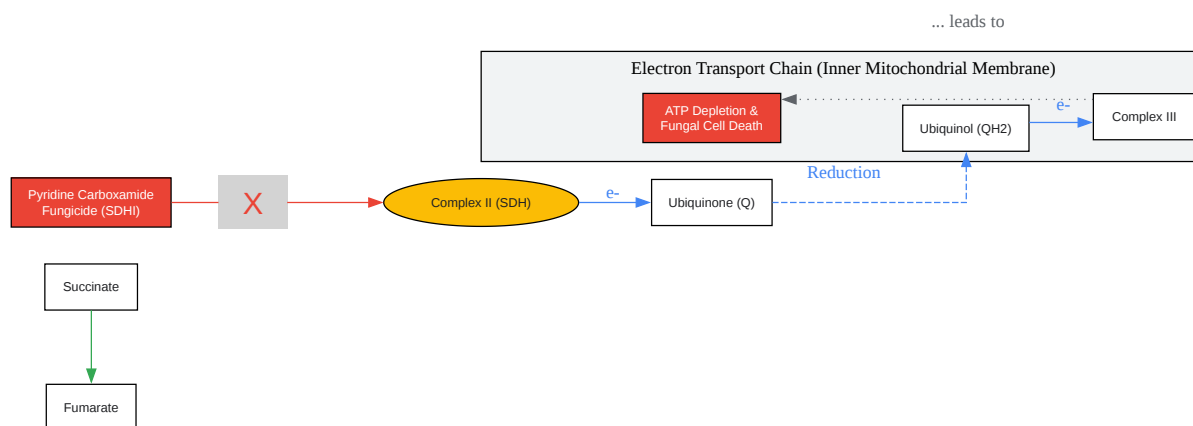 ... leads to
Electron Transport Chain (Inner Mitochondrial Membrane)
ATP Depletion &
Fungal Cell Death
e-
Ubiquinol (QH2)
Complex III
Reduction
Pyridine Carboxamide
Fungicide (SDHI)
X
Complex II (SDH)
e-
Ubiquinone (Q)
Succinate
Fumarate